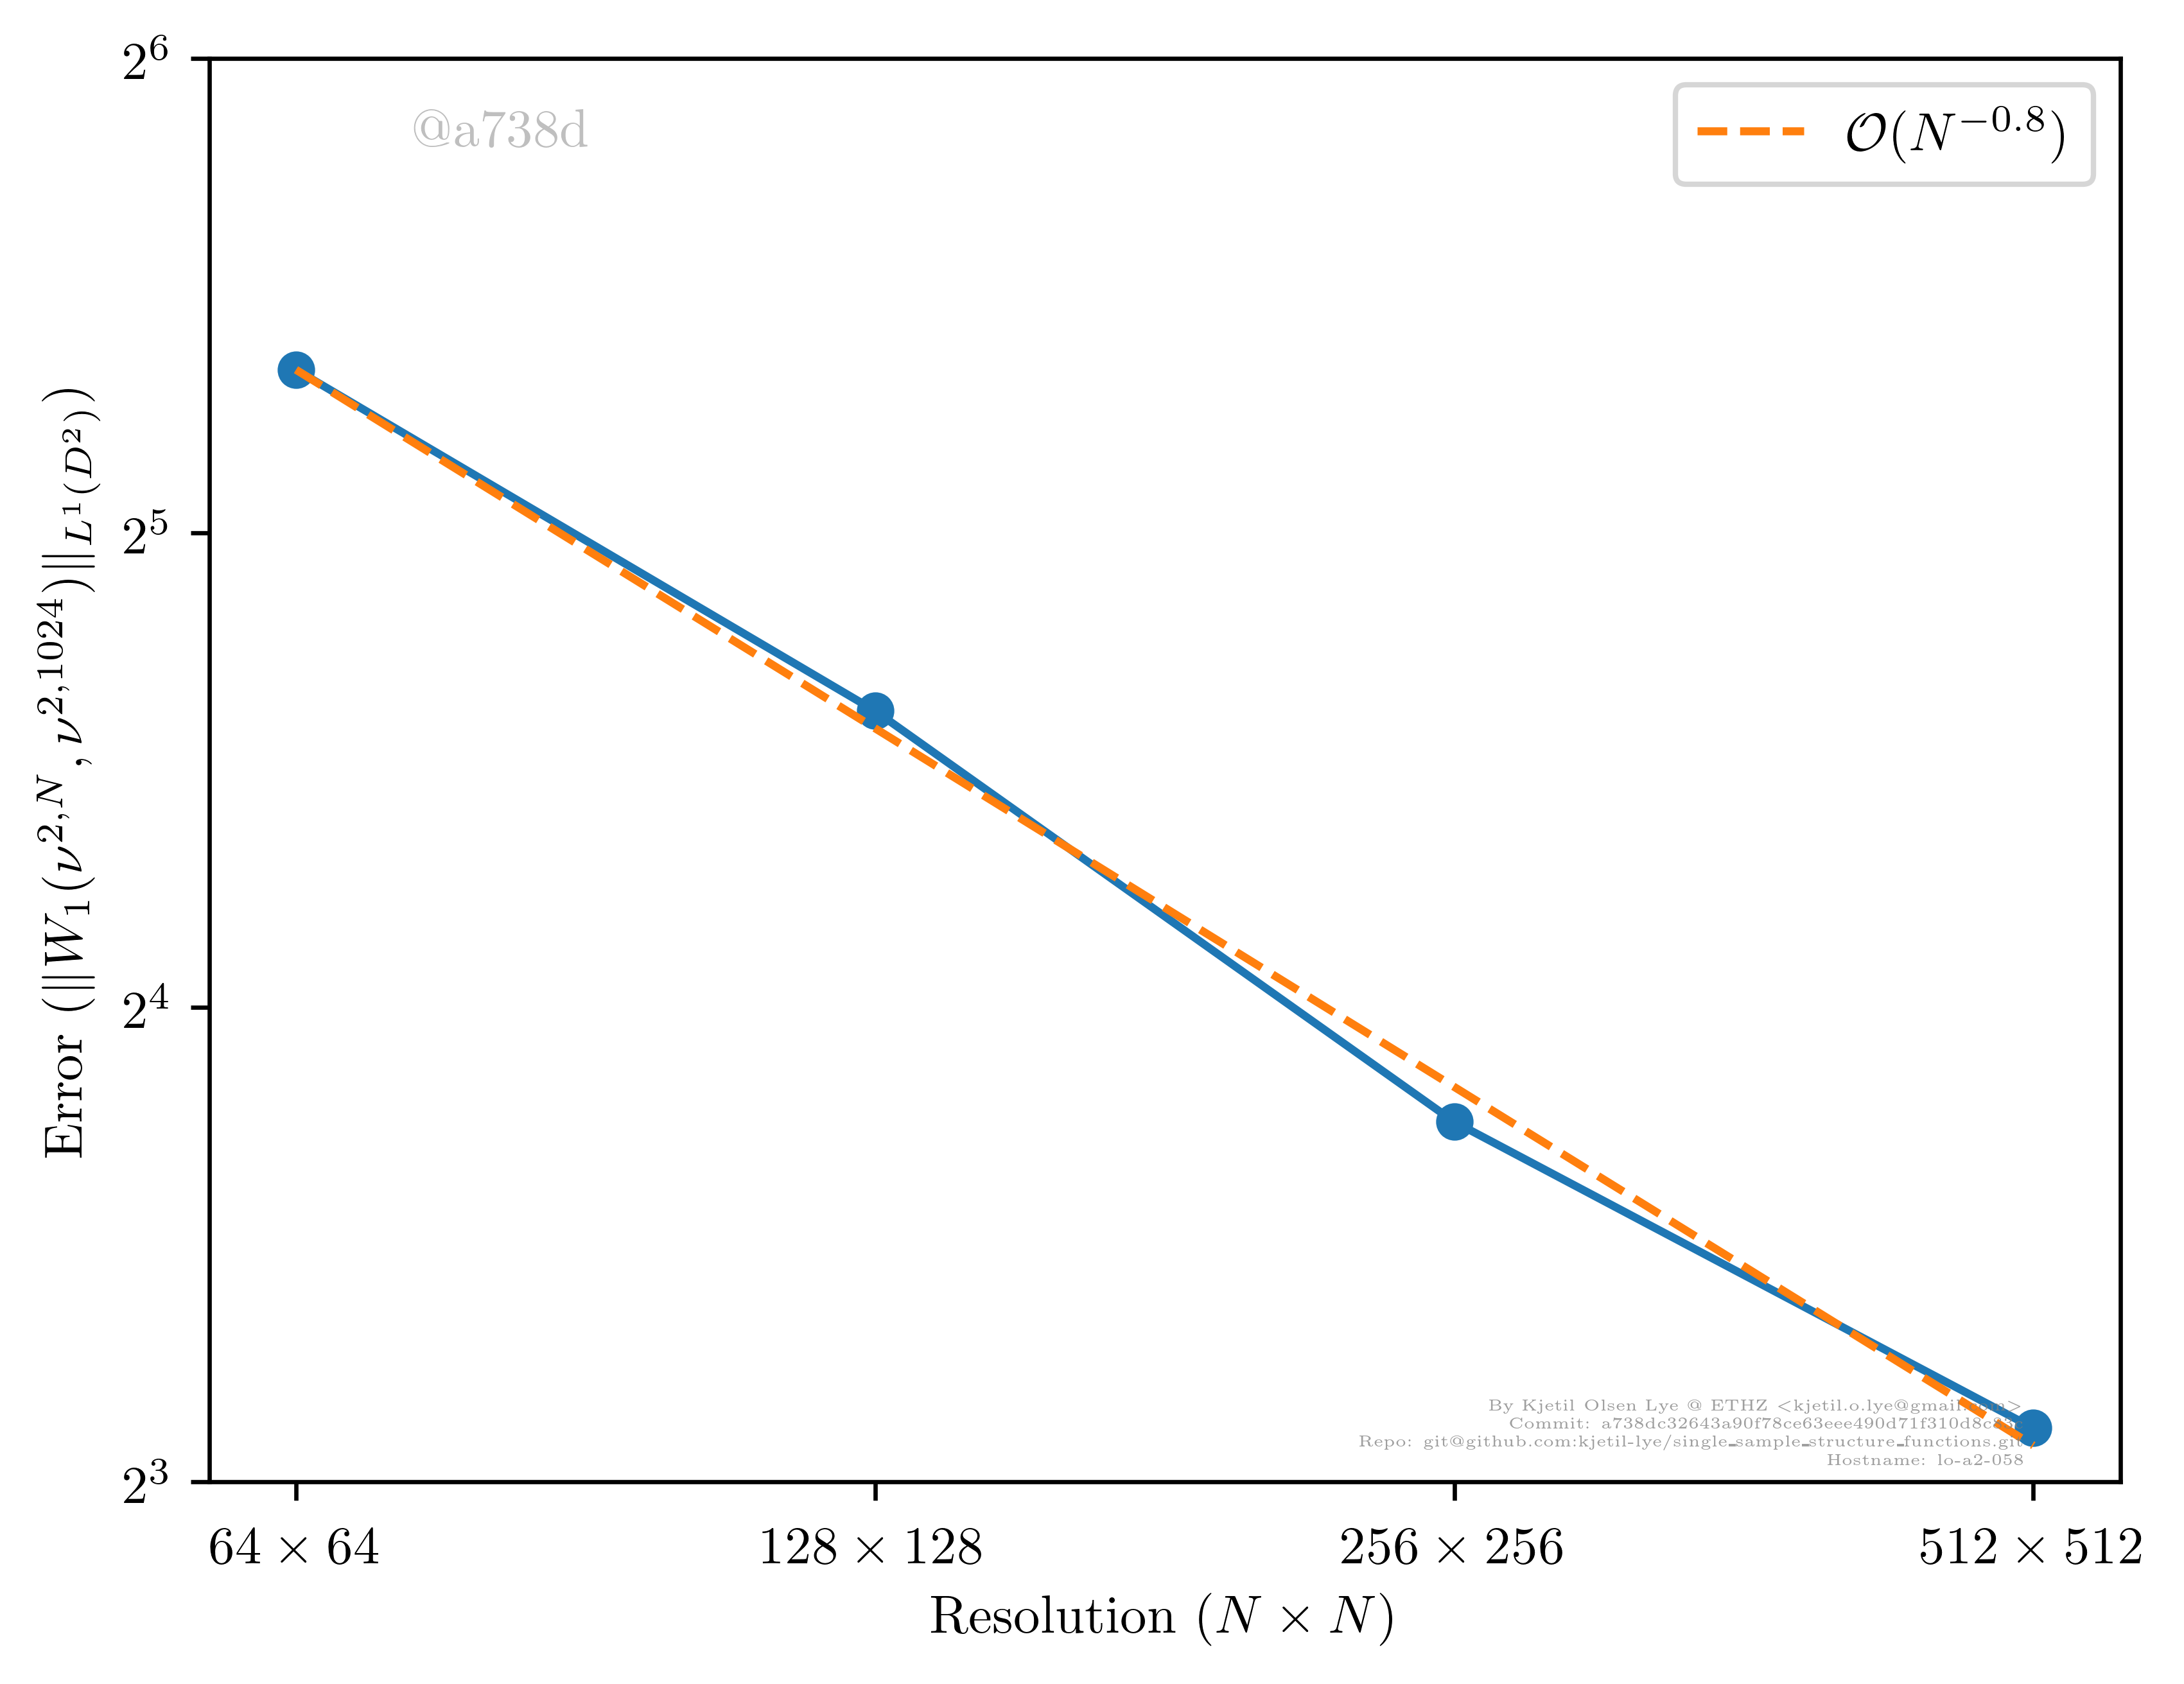 2^6
@a738d
O(N^{-0.8})
2^5
2^4
2^3
Error (||W_1(ν^{2,N}, ν^{2,1024})||_{L^1(D^2)})
By Kjetil Olsen Lye @ ETHZ <kjetil.o.lye@gmail.com>
Commit:
Repo: git@github.com:kjetil-lye/single_sample_structure_functions.git
Hostname: lo-a2-058
64 × 64
128 × 128
256 × 256
512 × 512
Resolution (N × N)